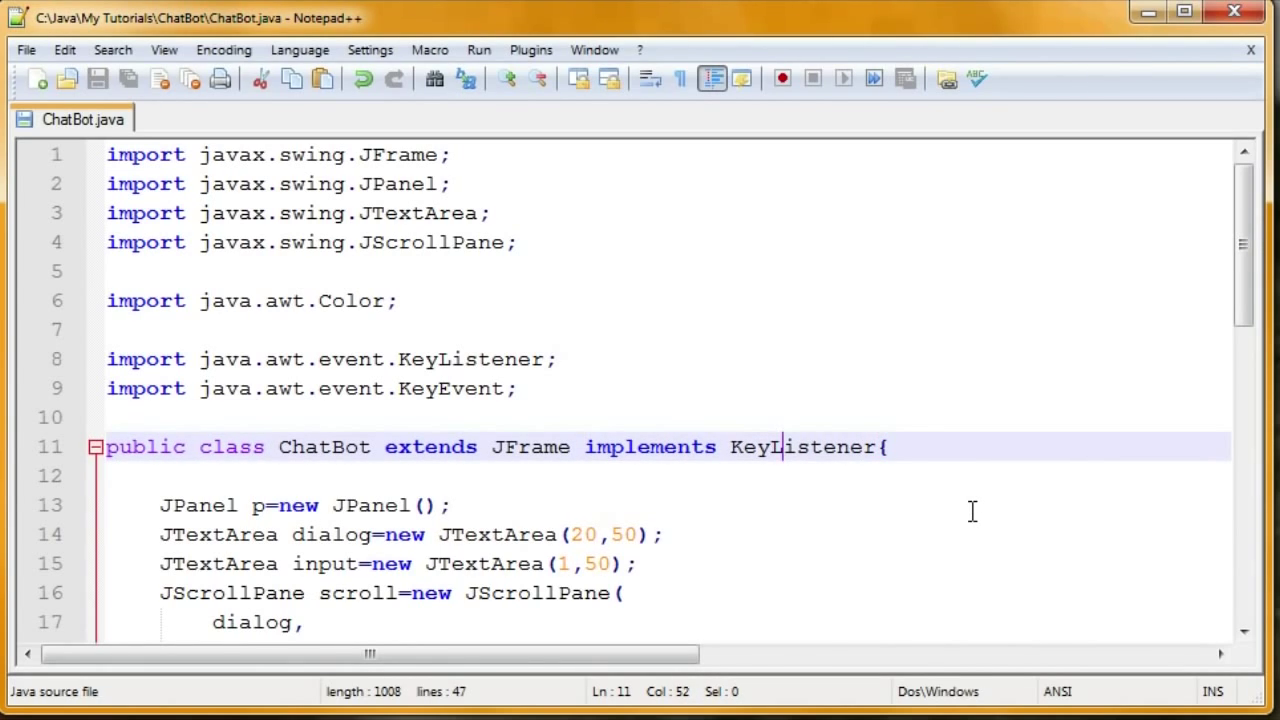 C:\Java\My Tutorials\ChatBot\ChatBot.java - Notepad++
File Edit Search View Encoding Language Settings Macro Run Plugins Window ? X
ABC
ChatBot.java
1 import javax.swing.JFrame;
2 import javax.swing.JPanel;
3 import javax.swing.JTextArea;
4 import javax.swing.JScrollPane;
5
6 import java.awt.Color;
7
8 import java.awt.event.KeyListener;
9 import java.awt.event.KeyEvent;
10
11 public class ChatBot extends JFrame implements KeyListener{
12
13 JPanel p=new JPanel();
14 JTextArea dialog=new JTextArea(20,50);
15 JTextArea input=new JTextArea(1,50);
16 JScrollPane scroll=new JScrollPane(
17 dialog,
Java source file length : 1008 lines : 47 Ln : 11 Col : 52 Sel : 0 Dos\Windows ANSI INS